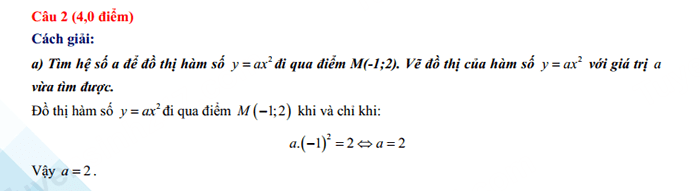 Câu 2 (4,0 điểm)
Cách giải:
a) Tìm hệ số a để đồ thị hàm số y = ax² đi qua điểm M(-1;2). Vẽ đồ thị của hàm số y = ax² với giá trị a
vừa tìm được.
Đồ thị hàm số y = ax² đi qua điểm M(−1;2) khi và chỉ khi:
a.(−1)² = 2 ⇔ a = 2
Vậy a = 2.